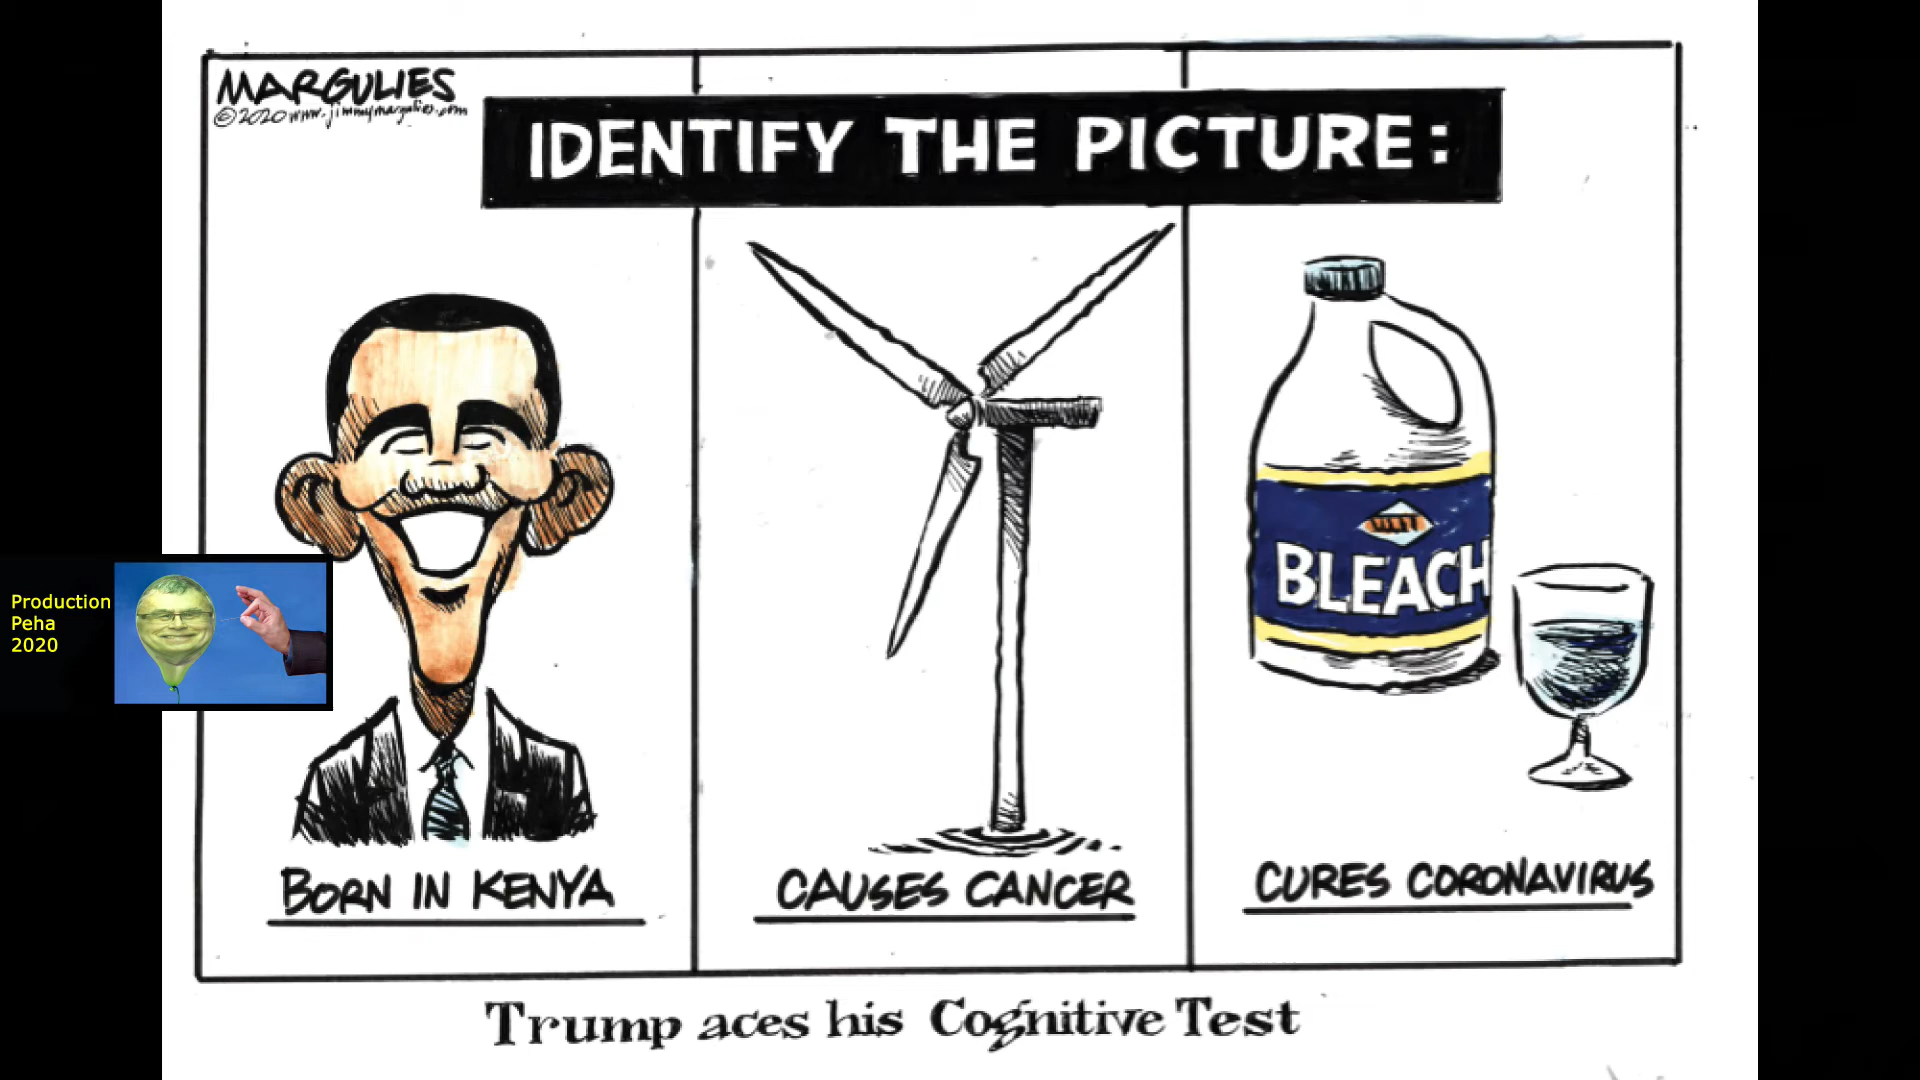 MARGULIES
©2020 www.jimmymargulies.com
IDENTIFY THE PICTURE:
BLEACH
Production
Peha
2020
BORN IN KENYA
CAUSES CANCER
CURES CORONAVIRUS
Trump aces his Cognitive Test